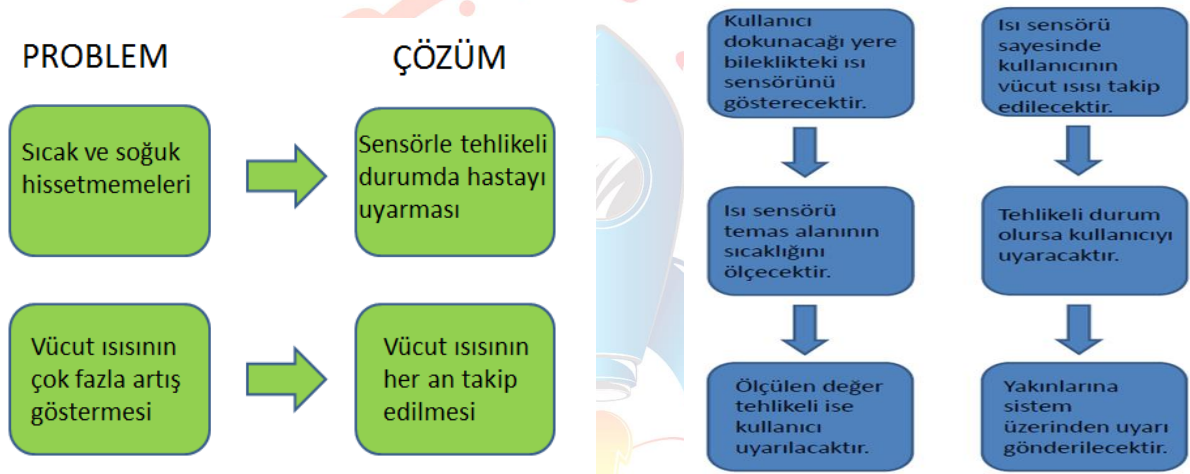 PROBLEM
ÇÖZÜM
Sıcak ve soğuk
hissetmemeleri
Sensörle tehlikeli
durumda hastayı
uyarması
Vücut ısısının
çok fazla artış
göstermesi
Vücut ısısının
her an takip
edilmesi
Kullanıcı
dokunacağı yere
bileklikteki ısı
sensörünü
gösterecektir.
Isı sensörü
temas alanının
sıcaklığını
ölçecektir.
Ölçülen değer
tehlikeli ise
kullanıcı
uyarılacaktır.
Isı sensörü
sayesinde
kullanıcının
vücut ısısı takip
edilecektir.
Tehlikeli durum
olursa kullanıcıyı
uyaracaktır.
Yakınlarına
sistem
üzerinden uyarı
gönderilecektir.